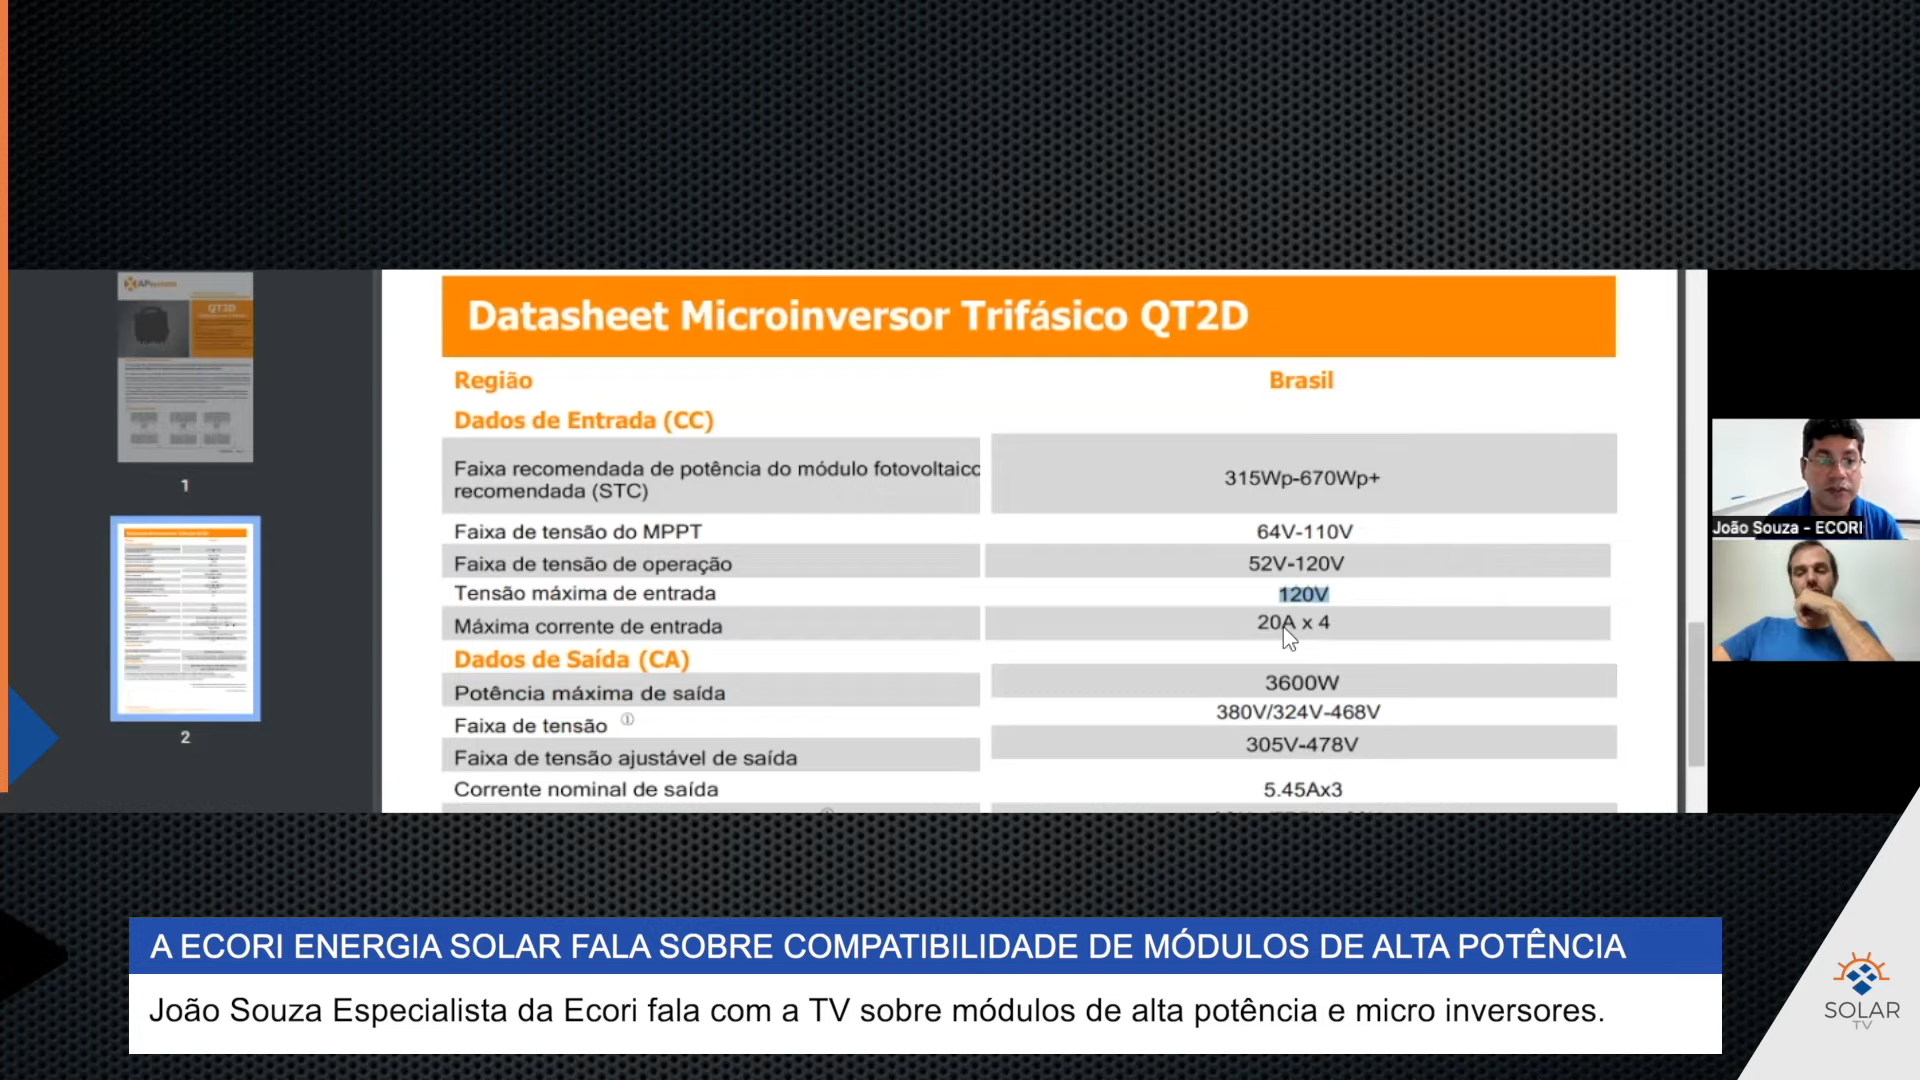 APsystems
QT2D
1
2
Datasheet Microinversor Trifásico QT2D
Região Brasil
Dados de Entrada (CC)
Faixa recomendada de potência do módulo fotovoltaico
recomendada (STC) 315Wp-670Wp+
Faixa de tensão do MPPT 64V-110V
Faixa de tensão de operação 52V-120V
Tensão máxima de entrada 120V
Máxima corrente de entrada 20A x 4
Dados de Saída (CA)
Potência máxima de saída 3600W
Faixa de tensão ① 380V/324V-468V
Faixa de tensão ajustável de saída 305V-478V
Corrente nominal de saída 5.45Ax3
João Souza - ECORI
A ECORI ENERGIA SOLAR FALA SOBRE COMPATIBILIDADE DE MÓDULOS DE ALTA POTÊNCIA
João Souza Especialista da Ecori fala com a TV sobre módulos de alta potência e micro inversores.
SOLAR
TV